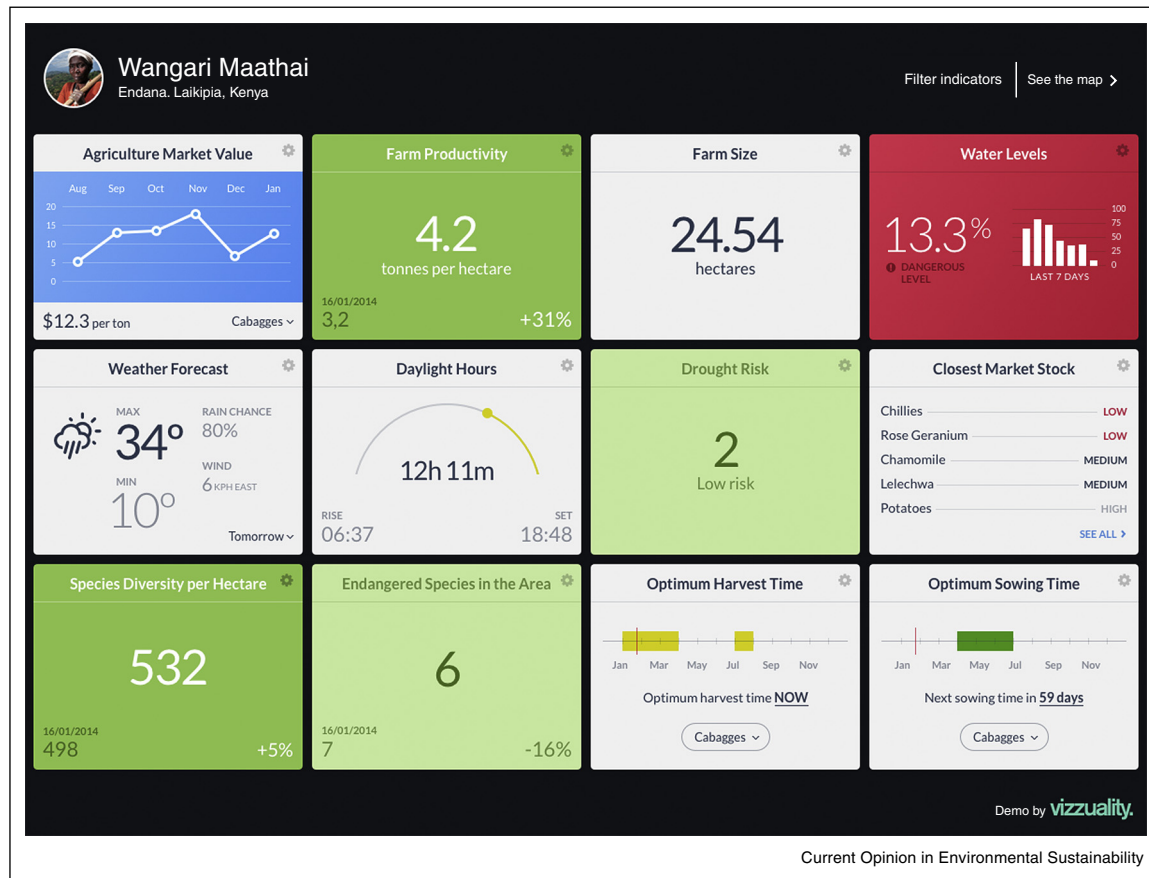 Wangari Maathai
Endana. Laikipia, Kenya
Filter indicators
See the map
Agriculture Market Value
Aug Sep Oct Nov Dec Jan
20
15
10
5
0
$12.3 per ton
Cabagges
Farm Productivity
4.2
tonnes per hectare
16/01/2014
3,2
+31%
Farm Size
24.54
hectares
Water Levels
13.3%
DANGEROUS
LEVEL
100
75
50
25
0
LAST 7 DAYS
Weather Forecast
MAX
34º
MIN
10º
RAIN CHANCE
80%
WIND
6 KPH EAST
Tomorrow
Daylight Hours
12h 11m
RISE
06:37
SET
18:48
Drought Risk
2
Low risk
Closest Market Stock
Chillies LOW
Rose Geranium LOW
Chamomile MEDIUM
Lelechwa MEDIUM
Potatoes HIGH
SEE ALL
Species Diversity per Hectare
532
16/01/2014
498
+5%
Endangered Species in the Area
6
16/01/2014
7
-16%
Optimum Harvest Time
Jan Mar May Jul Sep Nov
Optimum harvest time NOW
Cabagges
Optimum Sowing Time
Jan Mar May Jul Sep Nov
Next sowing time in 59 days
Cabagges
Demo by vizzuality.
Current Opinion in Environmental Sustainability